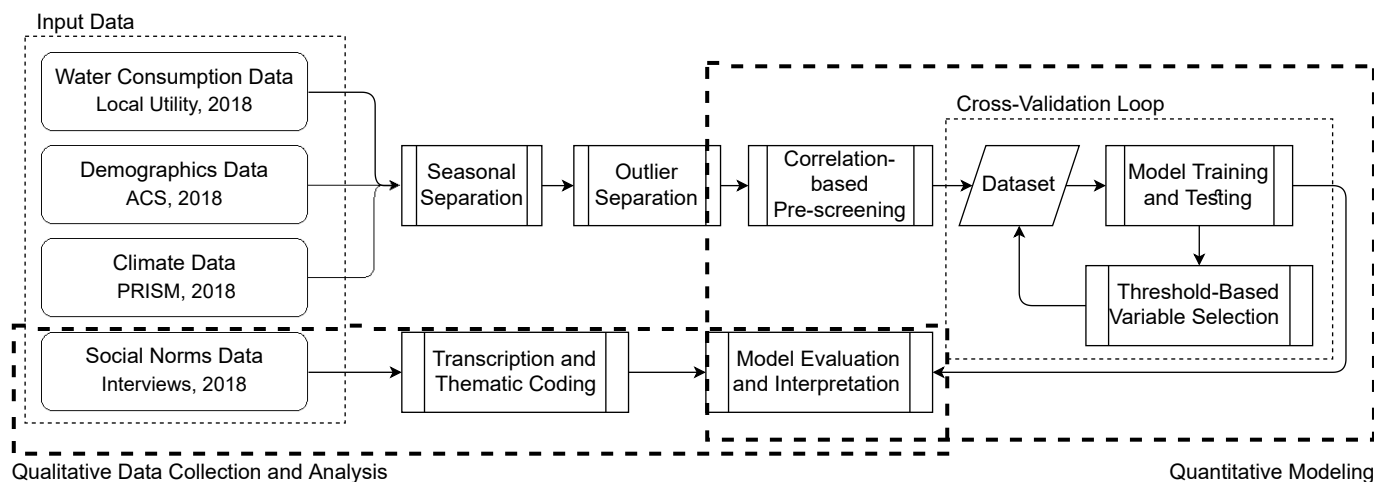 Input Data
Water Consumption Data
Local Utility, 2018
Demographics Data
ACS, 2018
Climate Data
PRISM, 2018
Social Norms Data
Interviews, 2018
Seasonal
Separation
Outlier
Separation
Correlation-
based
Pre-screening
Cross-Validation Loop
Dataset
Model Training
and Testing
Threshold-Based
Variable Selection
Transcription and
Thematic Coding
Model Evaluation
and Interpretation
Qualitative Data Collection and Analysis
Quantitative Modeling